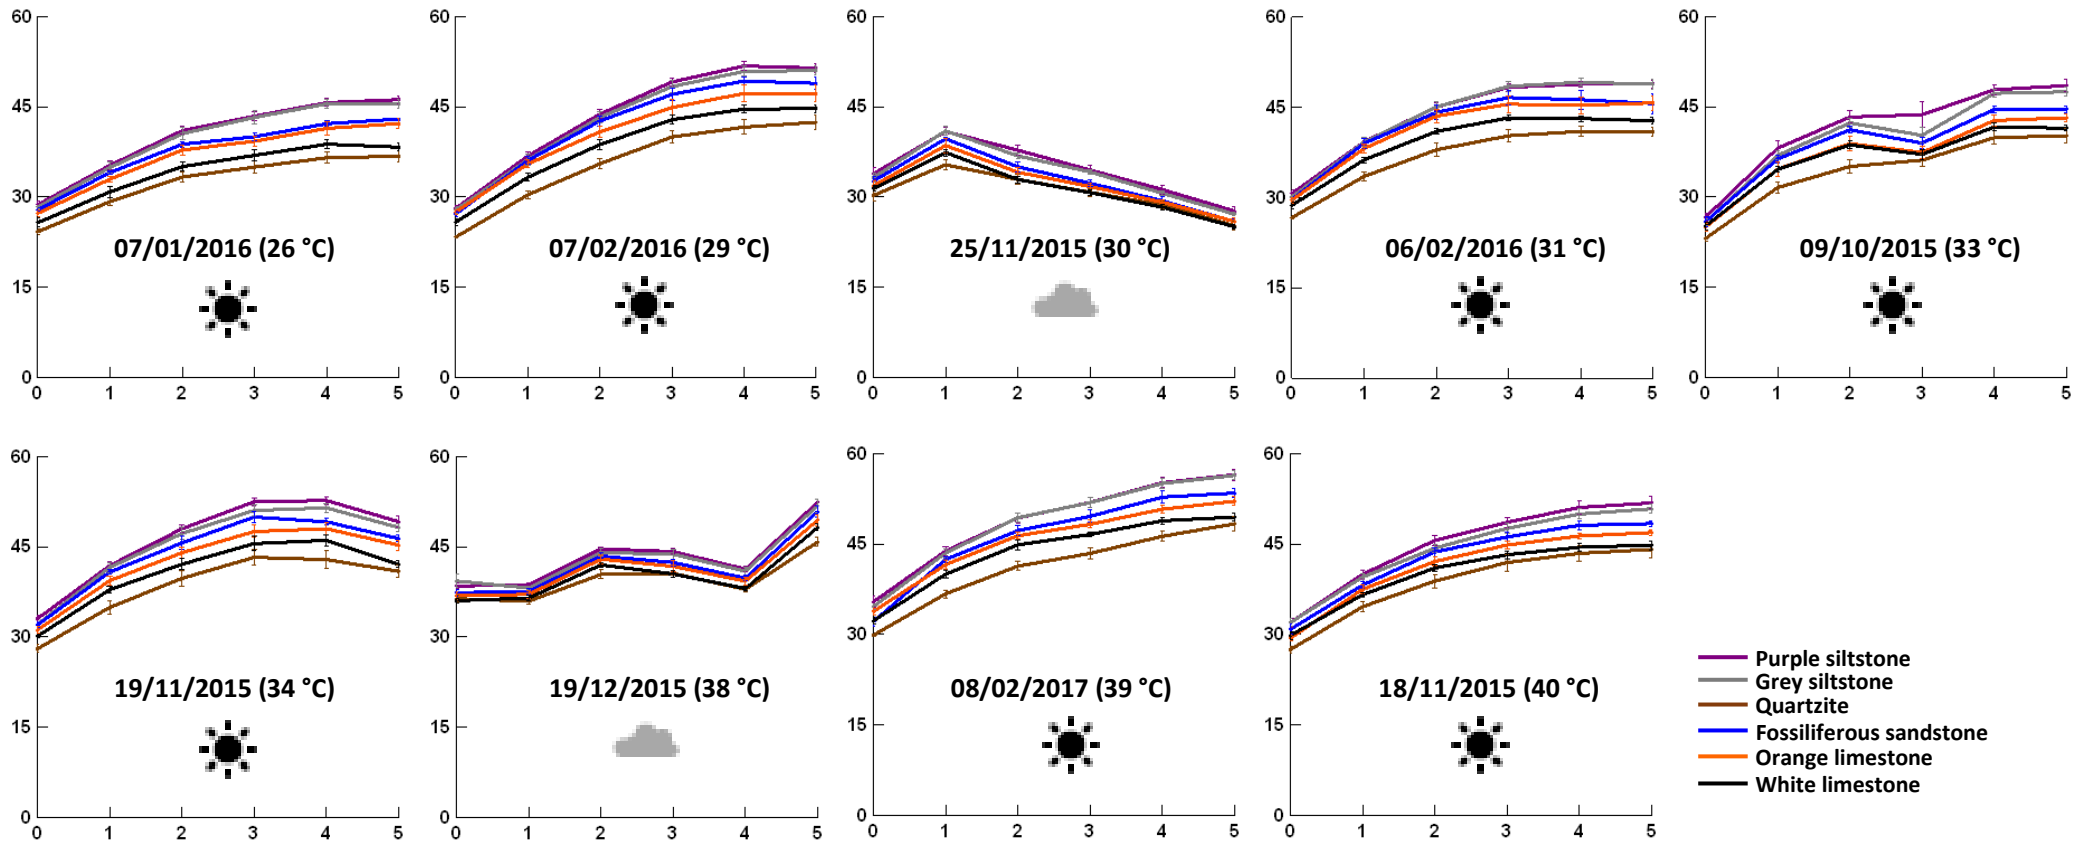 60 60 60 60 60
45 45 45 45 45
30 30 30 30 30
07/01/2016 (26 °C) 07/02/2016 (29 °C) 25/11/2015 (30 °C) 06/02/2016 (31 °C) 09/10/2015 (33 °C)
15 15 15 15 15
0 0 0 0 0
0 1 2 3 4 5 0 1 2 3 4 5 0 1 2 3 4 5 0 1 2 3 4 5 0 1 2 3 4 5
60 60 60 60
45 45 45 45
30 30 30 30
19/11/2015 (34 °C) 19/12/2015 (38 °C) 08/02/2017 (39 °C) 18/11/2015 (40 °C)
15 15 15 15
0 0 0 0
0 1 2 3 4 5 0 1 2 3 4 5 0 1 2 3 4 5 0 1 2 3 4 5
Purple siltstone
Grey siltstone
Quartzite
Fossiliferous sandstone
Orange limestone
White limestone